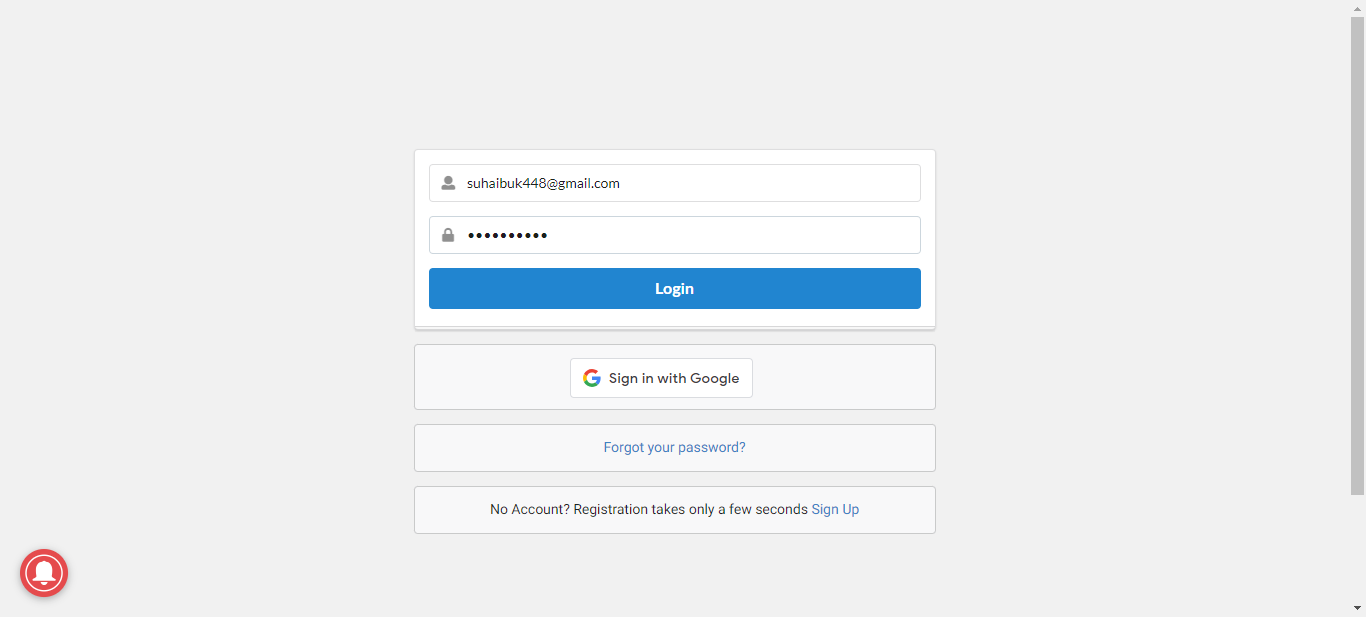 suhaibuk448@gmail.com
••••••••••
Login
Sign in with Google
Forgot your password?
No Account? Registration takes only a few seconds Sign Up